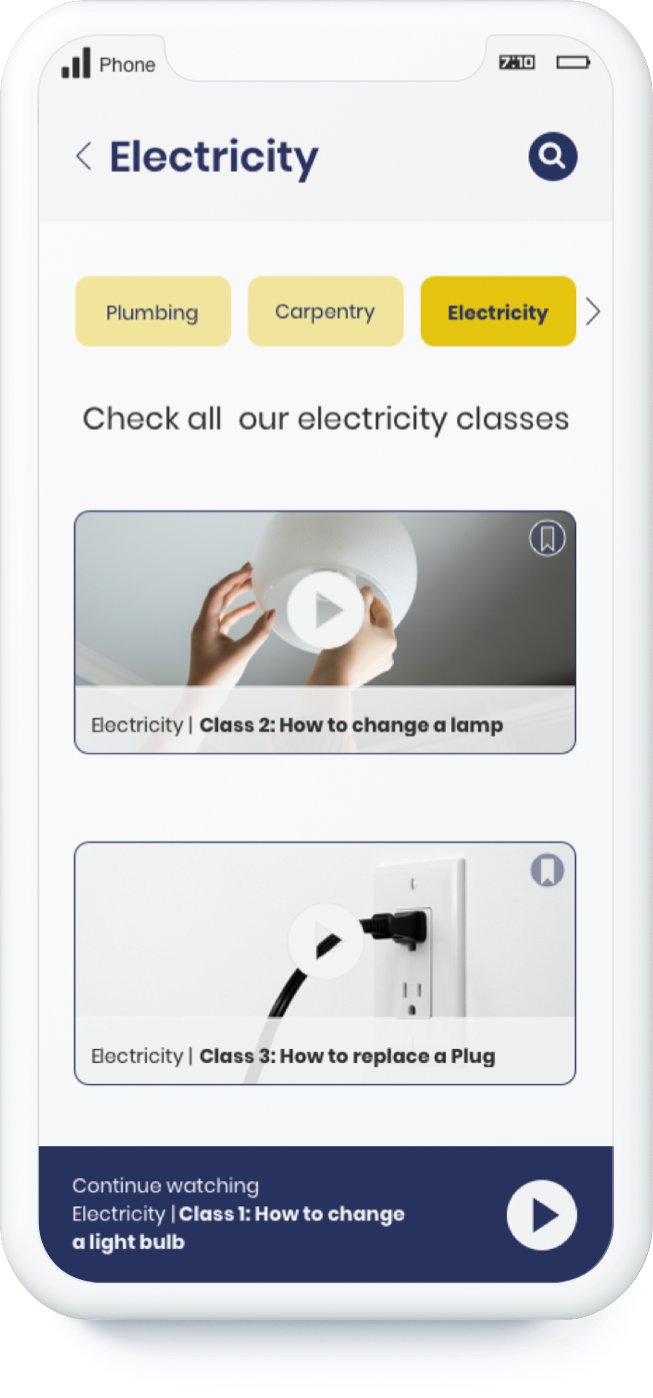 Phone 7:10
Electricity
Plumbing Carpentry Electricity
Check all our electricity classes
Electricity | Class 2: How to change a lamp
Electricity | Class 3: How to replace a Plug
Continue watching
Electricity | Class 1: How to change
a light bulb